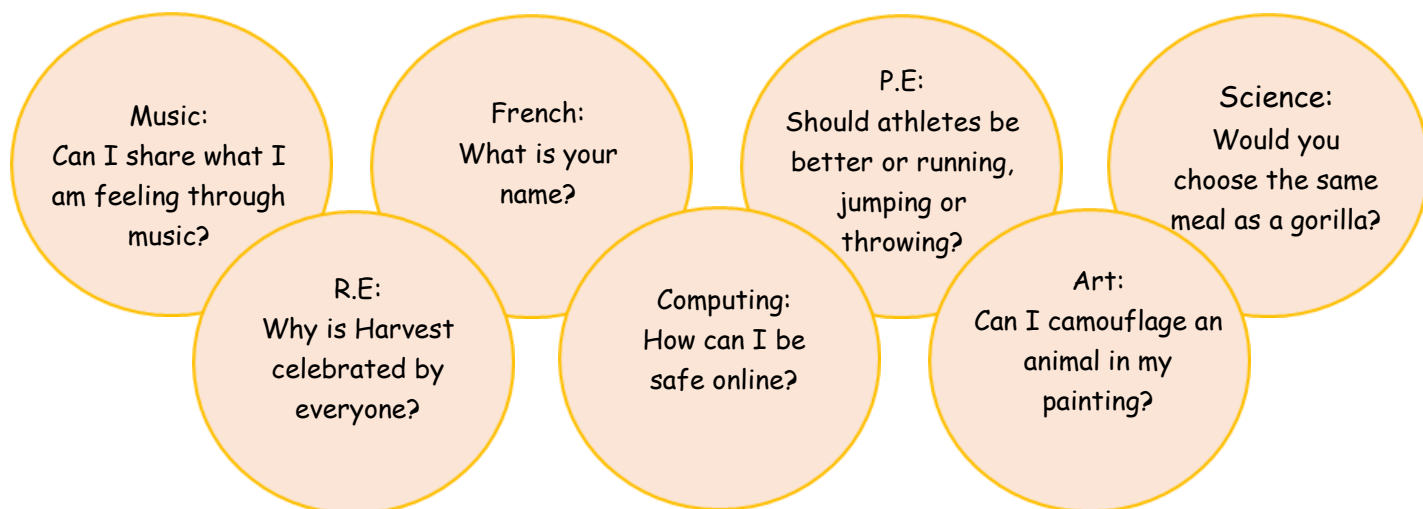 Music:
Can I share what I
am feeling through
music?
French:
What is your
name?
P.E:
Should athletes be
better or running,
jumping or
throwing?
Science:
Would you
choose the same
meal as a gorilla?
R.E:
Why is Harvest
celebrated by
everyone?
Computing:
How can I be
safe online?
Art:
Can I camouflage an
animal in my
painting?